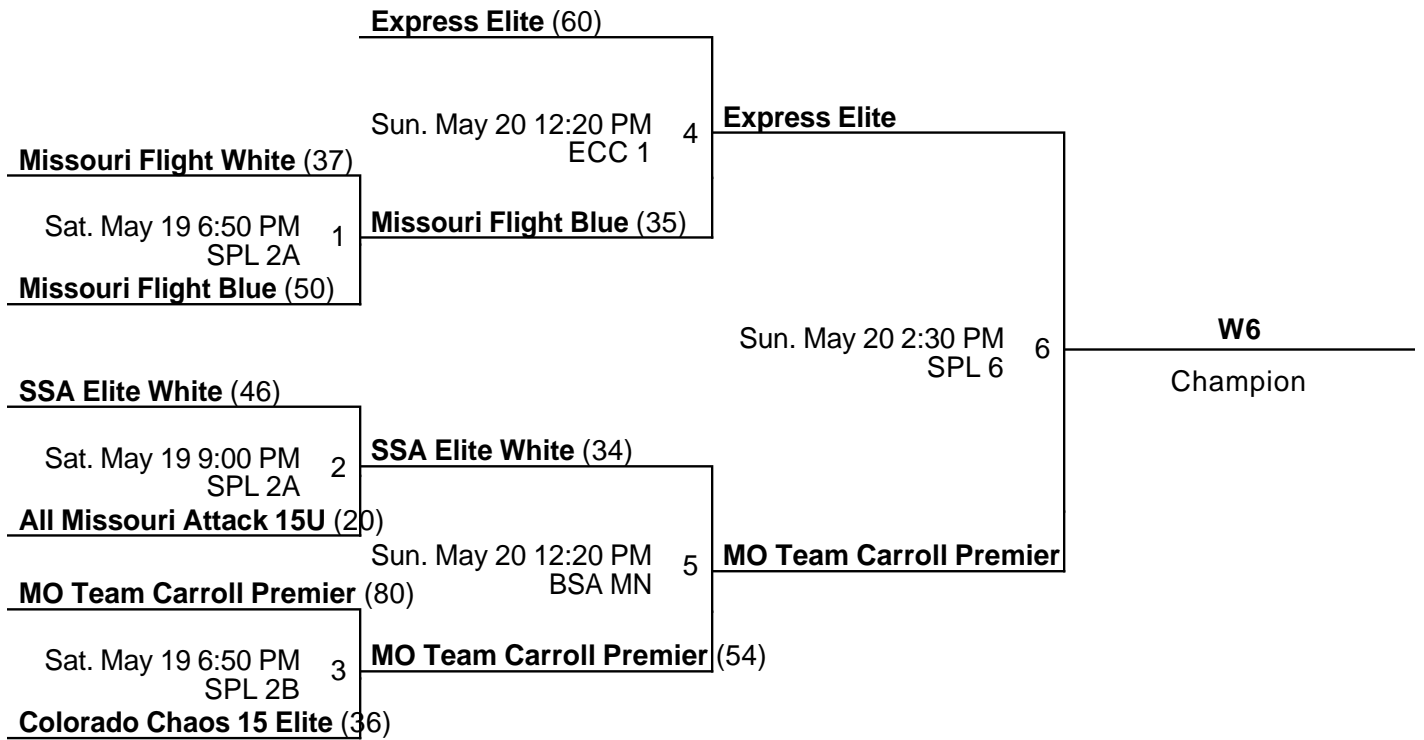 Express Elite (60)
Sun. May 20 12:20 PM
4
ECC 1
Express Elite
Missouri Flight White (37)
Sat. May 19 6:50 PM
1
SPL 2A
Missouri Flight Blue (35)
Missouri Flight Blue (50)
Sun. May 20 2:30 PM
6
SPL 6
W6
Champion
SSA Elite White (46)
Sat. May 19 9:00 PM
2
SPL 2A
SSA Elite White (34)
All Missouri Attack 15U (20)
Sun. May 20 12:20 PM
5
BSA MN
MO Team Carroll Premier
MO Team Carroll Premier (80)
Sat. May 19 6:50 PM
3
SPL 2B
MO Team Carroll Premier (54)
Colorado Chaos 15 Elite (36)